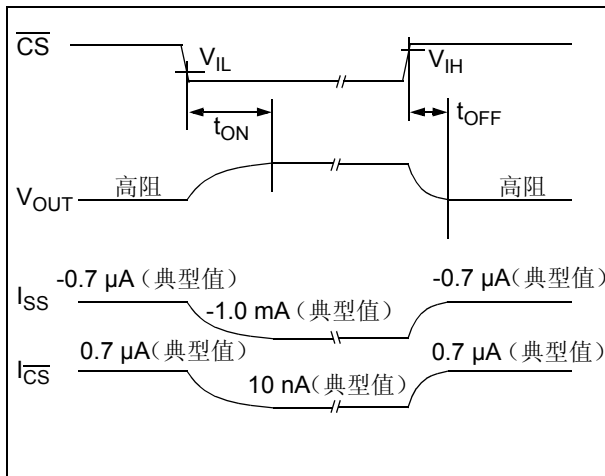 CS
VIL
VIH
tON
tOFF
VOUT
高阻
高阻
ISS
-0.7 µA（典型值）
-1.0 mA（典型值）
-0.7 µA（典型值）
ICS
0.7 µA(典型值）
10 nA（典型值）
0.7 µA（典型值）